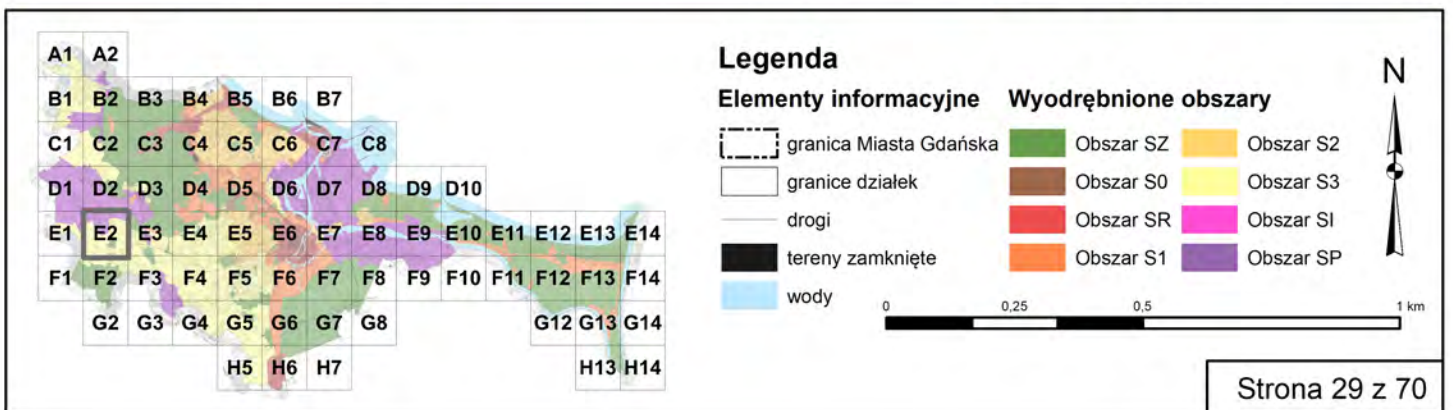 A1 A2
B1 B2 B3 B4 B5 B6 B7
C1 C2 C3 C4 C5 C6 C7 C8
D1 D2 D3 D4 D5 D6 D7 D8 D9 D10
E1 E2 E3 E4 E5 E6 E7 E8 E9 E10 E11 E12 E13 E14
F1 F2 F3 F4 F5 F6 F7 F8 F9 F10 F11 F12 F13 F14
G2 G3 G4 G5 G6 G7 G8 G12 G13 G14
H5 H6 H7 H13 H14
Legenda
Elementy informacyjne
granica Miasta Gdańska
granice działek
drogi
tereny zamknięte
wody
Wyodrębnione obszary
Obszar SZ
Obszar S0
Obszar SR
Obszar S1
Obszar S2
Obszar S3
Obszar SI
Obszar SP
N
0 0,25 0,5 1 km
Strona 29 z 70